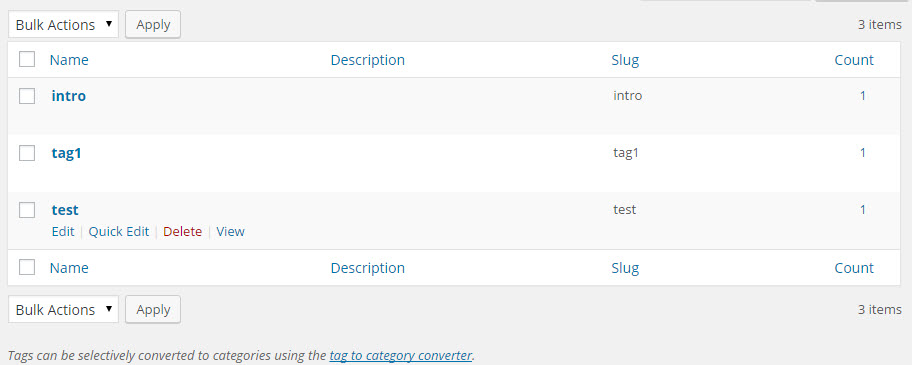 Bulk Actions Apply 3 items
Name Description Slug Count
intro intro 1
tag1 tag1 1
test test 1
Edit | Quick Edit | Delete | View
Name Description Slug Count
Bulk Actions Apply 3 items
Tags can be selectively converted to categories using the tag to category converter.